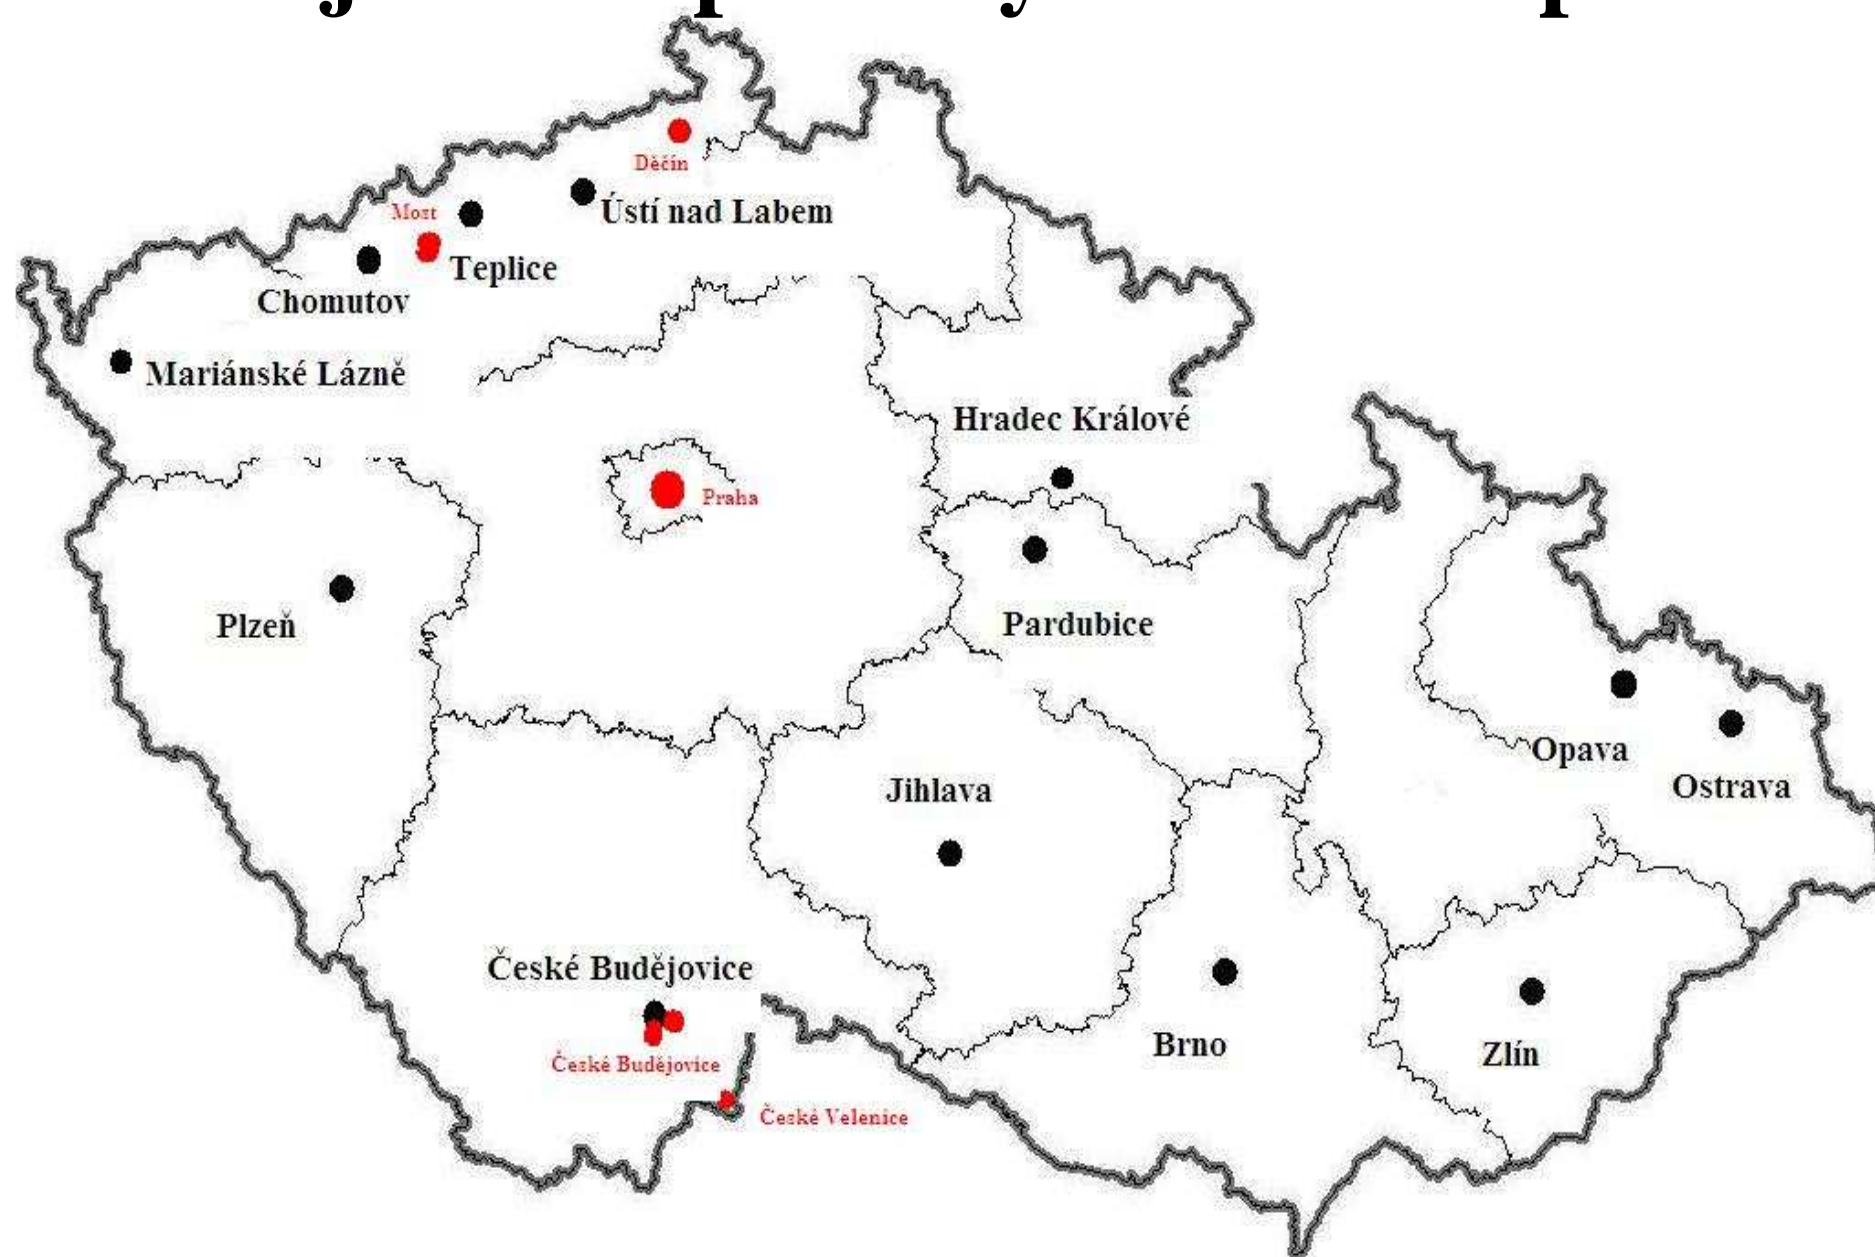 Děčín
Most
Ústí nad Labem
Teplice
Chomutov
Mariánské Lázně
Hradec Králové
Praha
Plzeň
Pardubice
Opava
Ostrava
Jihlava
České Budějovice
Brno
Zlín
České Budějovice
České Velenice